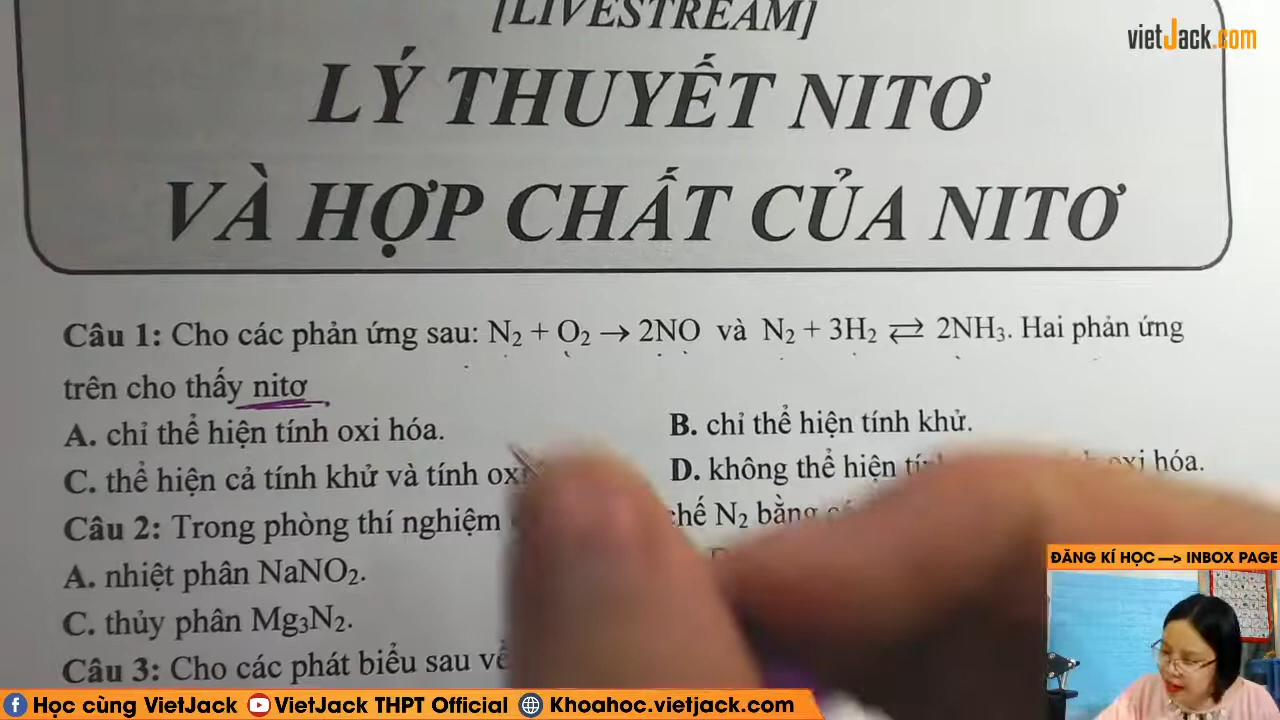 [LIVESTREAM]
vietJack.com
LÝ THUYẾT NITƠ
VÀ HỢP CHẤT CỦA NITƠ
Câu 1: Cho các phản ứng sau: N₂ + O₂ → 2NO và N₂ + 3H₂ ⇄ 2NH₃. Hai phản ứng
trên cho thấy nitơ
A. chỉ thể hiện tính oxi hóa. B. chỉ thể hiện tính khử.
C. thể hiện cả tính khử và tính D. không thể hiện oxi hóa.
Câu 2: Trong phòng thí nghiệm chế N₂ bằng
A. nhiệt phân NaNO₂.
C. thủy phân Mg₃N₂.
Câu 3: Cho các phát biểu sau về
ĐĂNG KÍ HỌC —> INBOX PAGE
Học cùng VietJack VietJack THPT Official Khoahoc.vietjack.com